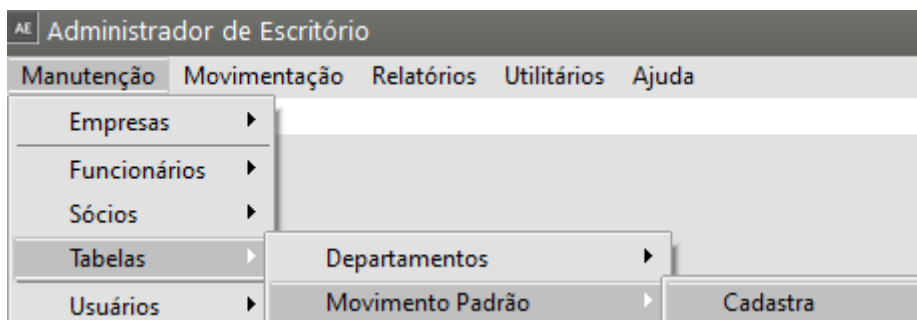 AE Administrador de Escritório
Manutenção Movimentação Relatórios Utilitários Ajuda
Empresas
Funcionários
Sócios
Tabelas
Departamentos
Usuários
Movimento Padrão
Cadastra